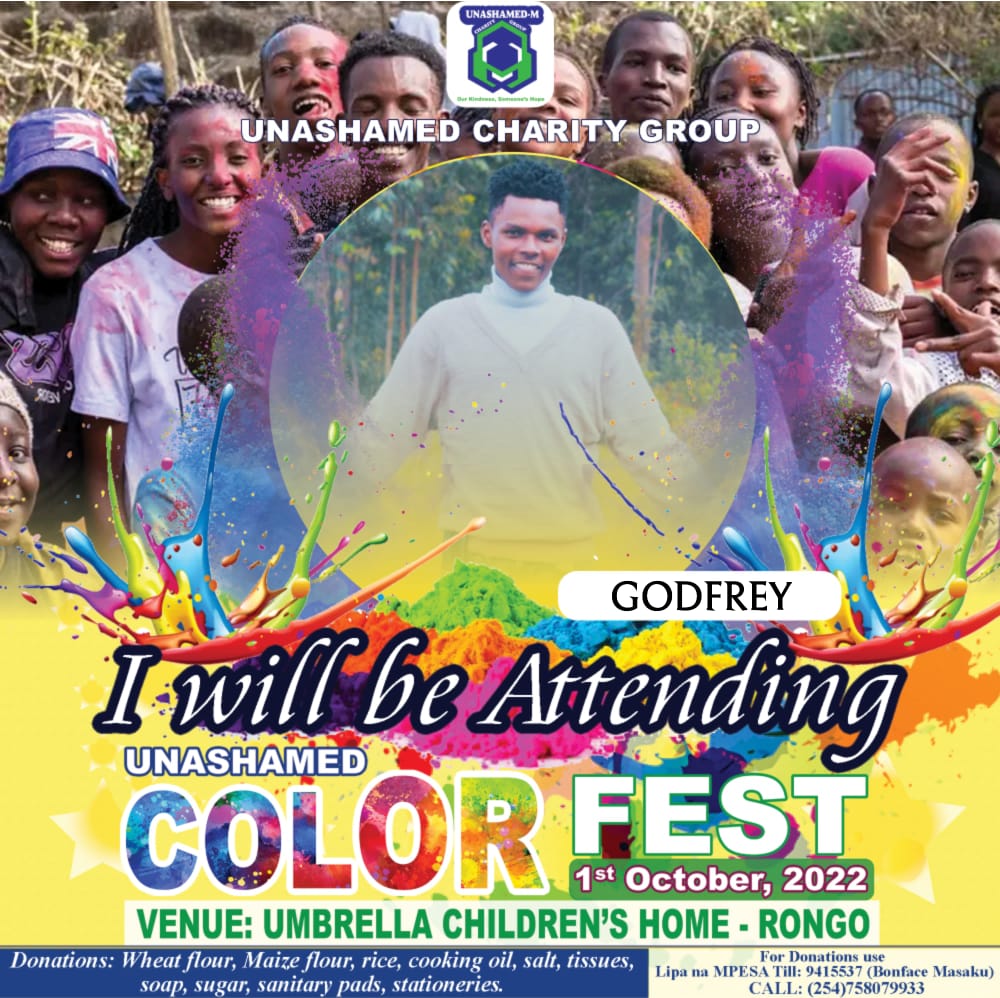 UNASHAMED-M
CHARITY GROUP
Our Kindness, Someone's Hope
UNASHAMED CHARITY GROUP
GODFREY
I will be Attending
UNASHAMED
COLOR FEST
1st October, 2022
VENUE: UMBRELLA CHILDREN'S HOME - RONGO
Donations: Wheat flour, Maize flour, rice, cooking oil, salt, tissues,
soap, sugar, sanitary pads, stationeries.
For Donations use
Lipa na MPESA Till: 9415537 (Bonface Masaku)
CALL: (254)758079933